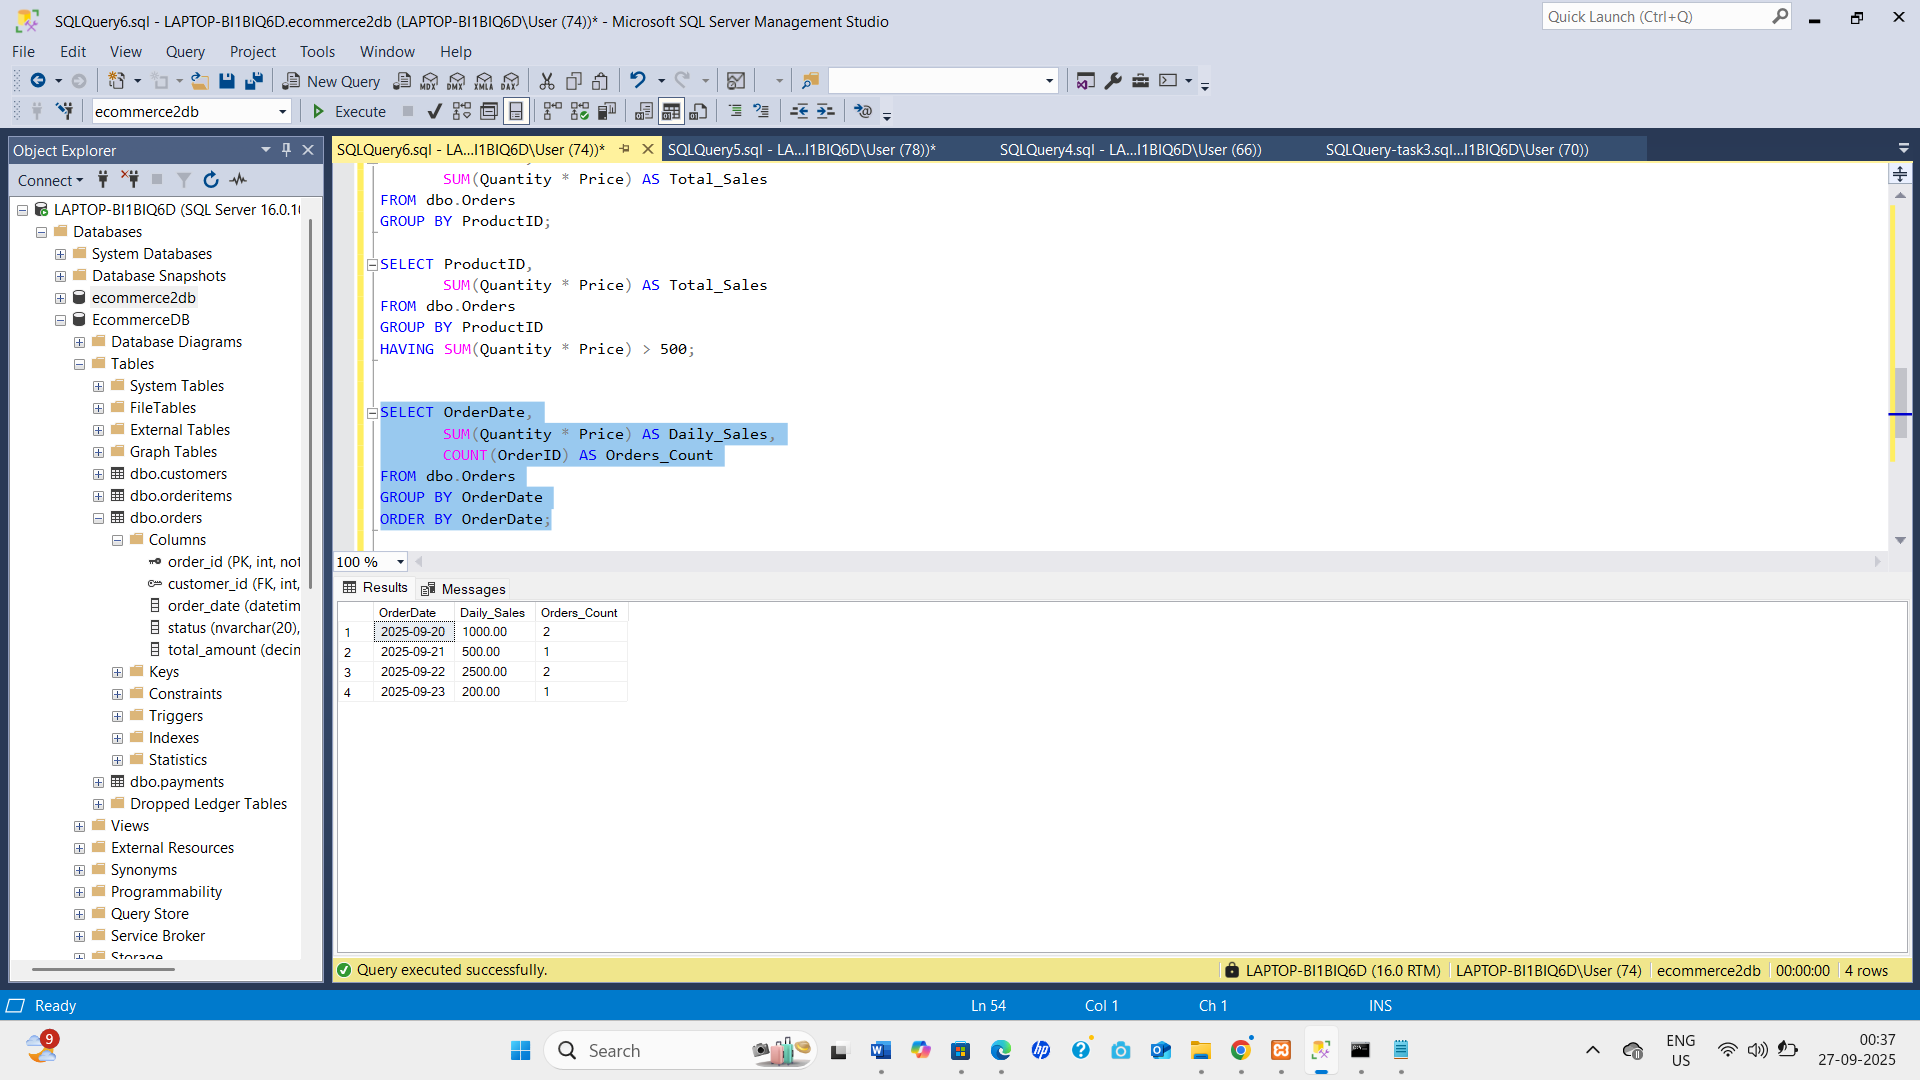 SQLQuery6.sql - LAPTOP-BI1BIQ6D.ecommerce2db (LAPTOP-BI1BIQ6D\User (74))* - Microsoft SQL Server Management Studio
Quick Launch (Ctrl+Q)
File Edit View Query Project Tools Window Help
New Query
MDX DMX XMLA DAX
ecommerce2db
Execute
Object Explorer
Connect
LAPTOP-BI1BIQ6D (SQL Server 16.0.10
Databases
System Databases
Database Snapshots
ecommerce2db
EcommerceDB
Database Diagrams
Tables
System Tables
FileTables
External Tables
Graph Tables
dbo.customers
dbo.orderitems
dbo.orders
Columns
order_id (PK, int, not
customer_id (FK, int,
order_date (datetim
status (nvarchar(20),
total_amount (decin
Keys
Constraints
Triggers
Indexes
Statistics
dbo.payments
Dropped Ledger Tables
Views
External Resources
Synonyms
Programmability
Query Store
Service Broker
Storage
SQLQuery6.sql - LA...I1BIQ6D\User (74))*
SQLQuery5.sql - LA...I1BIQ6D\User (78))*
SQLQuery4.sql - LA...I1BIQ6D\User (66))
SQLQuery-task3.sql...I1BIQ6D\User (70))
SUM(Quantity * Price) AS Total_Sales
FROM dbo.Orders
GROUP BY ProductID;
SELECT ProductID,
SUM(Quantity * Price) AS Total_Sales
FROM dbo.Orders
GROUP BY ProductID
HAVING SUM(Quantity * Price) > 500;
SELECT OrderDate,
SUM(Quantity * Price) AS Daily_Sales,
COUNT(OrderID) AS Orders_Count
FROM dbo.Orders
GROUP BY OrderDate
ORDER BY OrderDate;
100 %
Results Messages
OrderDate Daily_Sales Orders_Count
1 2025-09-20 1000.00 2
2 2025-09-21 500.00 1
3 2025-09-22 2500.00 2
4 2025-09-23 200.00 1
Query executed successfully.
LAPTOP-BI1BIQ6D (16.0 RTM) LAPTOP-BI1BIQ6D\User (74) ecommerce2db 00:00:00 4 rows
Ready
Ln 54 Col 1 Ch 1 INS
9
Search
ENG
US
00:37
27-09-2025